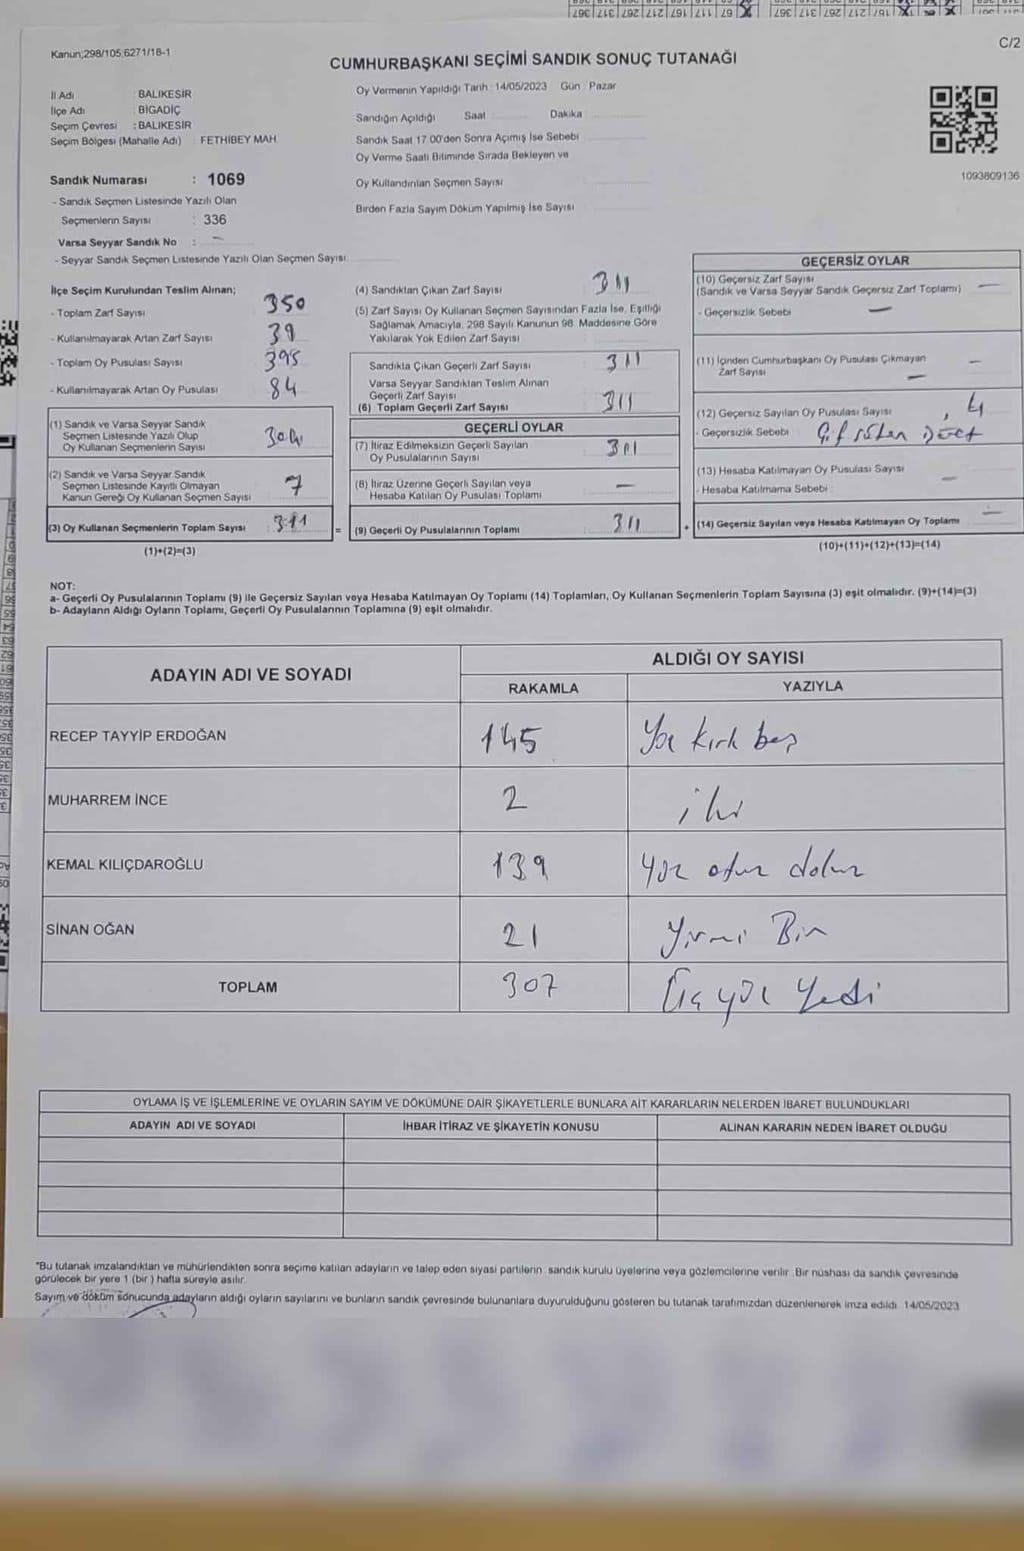 Kanun;298/105;6271/18-1
C/2
CUMHURBAŞKANI SEÇİMİ SANDIK SONUÇ TUTANAĞI
İl Adı : BALIKESİR
İlçe Adı : BİGADİÇ
Seçim Çevresi : BALIKESİR
Seçim Bölgesi (Mahalle Adı) FETHİBEY MAH
Sandık Numarası : 1069
- Sandık Seçmen Listesinde Yazılı Olan
Seçmenlerin Sayısı : 336
Varsa Seyyar Sandık No : -
- Seyyar Sandık Seçmen Listesinde Yazılı Olan Seçmen Sayısı
Oy Vermenin Yapıldığı Tarih : 14/05/2023 Gün : Pazar
Sandığın Açıldığı Saat Dakika
Sandık Saat 17:00'den Sonra Açımış İse Sebebi
Oy Verme Saati Bitiminde Sırada Bekleyen ve
Oy Kullandırılan Seçmen Sayısı
Birden Fazla Sayım Döküm Yapılmış İse Sayısı
1093809136
İlçe Seçim Kurulundan Teslim Alınan;
- Toplam Zarf Sayısı 350
- Kullanılmayarak Artan Zarf Sayısı 39
- Toplam Oy Pusulası Sayısı 395
- Kullanılmayarak Artan Oy Pusulası 84
(1) Sandık ve Varsa Seyyar Sandık
Seçmen Listesinde Yazılı Olup
Oy Kullanan Seçmenlerin Sayısı 304
(2) Sandık ve Varsa Seyyar Sandık
Seçmen Listesinde Kayıtlı Olmayan
Kanun Gereği Oy Kullanan Seçmen Sayısı 7
(3) Oy Kullanan Seçmenlerin Toplam Sayısı 311 =
(1)+(2)=(3)
(4) Sandıktan Çıkan Zarf Sayısı 311
(5) Zarf Sayısı Oy Kullanan Seçmen Sayısından Fazla İse, Eşitliği
Sağlamak Amacıyla, 298 Sayılı Kanunun 98. Maddesine Göre
Yakılarak Yok Edilen Zarf Sayısı
Sandıkta Çıkan Geçerli Zarf Sayısı 311
Varsa Seyyar Sandıktan Teslim Alınan
Geçerli Zarf Sayısı
(6) Toplam Geçerli Zarf Sayısı 311
GEÇERLİ OYLAR
(7) İtiraz Edilmeksizin Geçerli Sayılan
Oy Pusulalarının Sayısı
(8) İtiraz Üzerine Geçerli Sayılan veya
Hesaba Katılan Oy Pusulası Toplamı —
(9) Geçerli Oy Pusulalarının Toplamı 311 +
GEÇERSİZ OYLAR
(10) Geçersiz Zarf Sayısı
(Sandık ve Varsa Seyyar Sandık Geçersiz Zarf Toplamı) —
- Geçersizlik Sebebi —
(11) İçinden Cumhurbaşkanı Oy Pusulası Çıkmayan
Zarf Sayısı —
(12) Geçersiz Sayılan Oy Pusulası Sayısı 4
- Geçersizlik Sebebi
(13) Hesaba Katılmayan Oy Pusulası Sayısı —
- Hesaba Katılmama Sebebi
(14) Geçersiz Sayılan veya Hesaba Katılmayan Oy Toplamı —
(10)+(11)+(12)+(13)=(14)
NOT:
a- Geçerli Oy Pusulalarının Toplamı (9) ile Geçersiz Sayılan veya Hesaba Katılmayan Oy Toplamı (14) Toplamları, Oy Kullanan Seçmenlerin Toplam Sayısına (3) eşit olmalıdır. (9)+(14)=(3)
b- Adayların Aldığı Oyların Toplamı, Geçerli Oy Pusulalarının Toplamına (9) eşit olmalıdır.
ADAYIN ADI VE SOYADI
ALDIĞI OY SAYISI
RAKAMLA YAZIYLA
RECEP TAYYİP ERDOĞAN 145 Yüz kırk beş
MUHARREM İNCE 2 iki
KEMAL KILIÇDAROĞLU 139 yüz otuz dokuz
SİNAN OĞAN 21 Yirmi Bir
TOPLAM 307 Üç yüz Yedi
OYLAMA İŞ VE İŞLEMLERİNE VE OYLARIN SAYIM VE DÖKÜMÜNE DAİR ŞİKAYETLERLE BUNLARA AİT KARARLARIN NELERDEN İBARET BULUNDUKLARI
ADAYIN ADI VE SOYADI İHBAR İTİRAZ VE ŞİKAYETİN KONUSU ALINAN KARARIN NEDEN İBARET OLDUĞU
"Bu tutanak imzalandıktan ve mühürlendikten sonra seçime katılan adayların ve talep eden siyasi partilerin sandık kurulu üyelerine veya gözlemcilerine verilir. Bir nüshası da sandık çevresinde
görülecek bir yere 1 (bir ) hafta süreyle asılır.
Sayım ve döküm sonucunda adayların aldığı oyların sayılarını ve bunların sandık çevresinde bulunanlara duyurulduğunu gösteren bu tutanak tarafımızdan düzenlenerek imza edildi. 14/05/2023